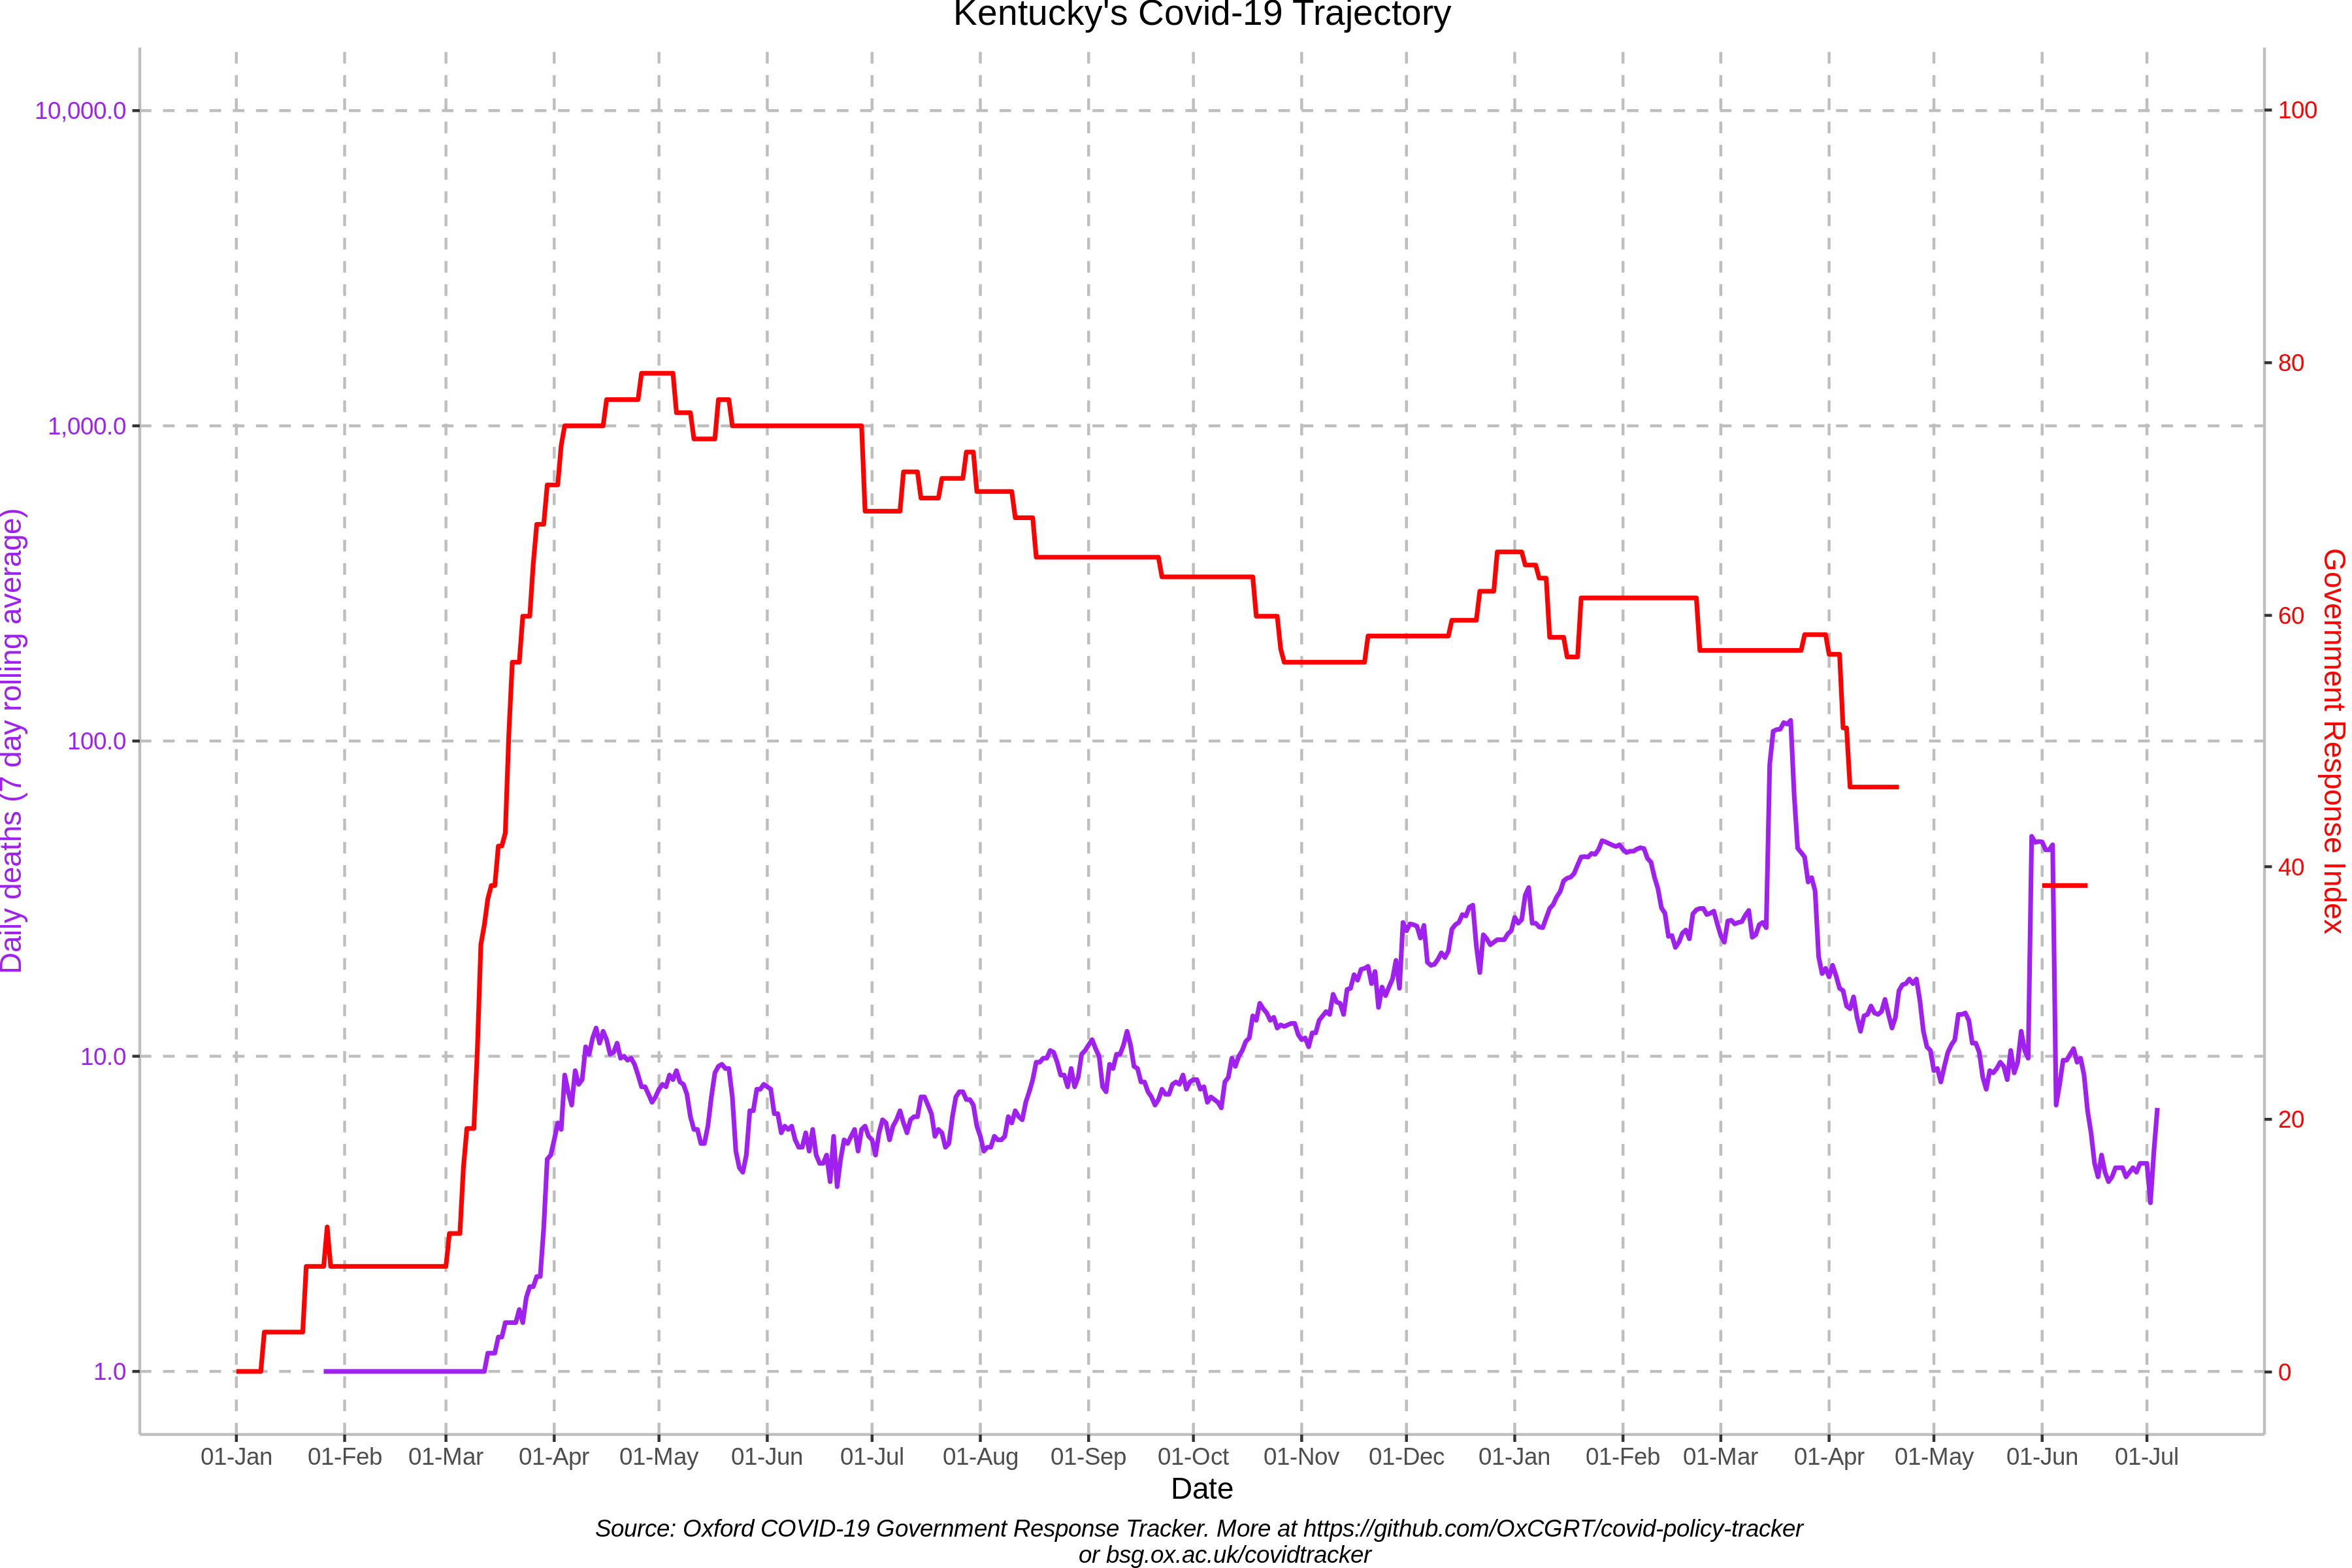 Kentucky's Covid-19 Trajectory
Daily deaths (7 day rolling average)
10,000.0
1,000.0
100.0
10.0
1.0
100
80
60
40
20
0
Government Response Index
01-Jan 01-Feb 01-Mar 01-Apr 01-May 01-Jun 01-Jul 01-Aug 01-Sep 01-Oct 01-Nov 01-Dec 01-Jan 01-Feb 01-Mar 01-Apr 01-May 01-Jun 01-Jul
Date
Source: Oxford COVID-19 Government Response Tracker. More at https://github.com/OxCGRT/covid-policy-tracker
or bsg.ox.ac.uk/covidtracker